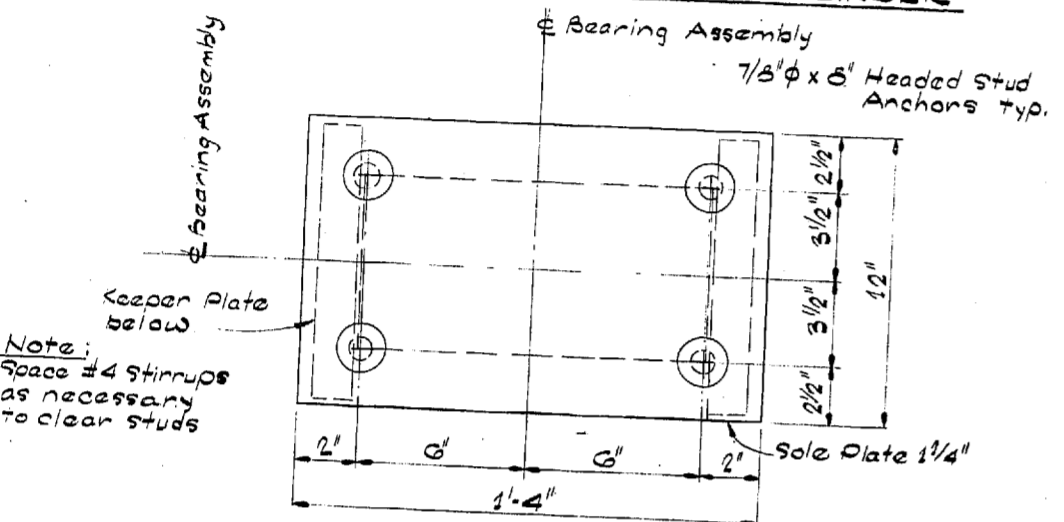 ℄ Bearing Assembly
℄ Bearing Assembly
7/8"φ x 8" Headed Stud
Anchors typ.
2½"
3½"
12"
3½"
2½"
Keeper Plate
below
Note:
Space #4 Stirrups
as necessary
to clear studs
Sole Plate 1¼"
2"
6"
6"
2"
1'-4"